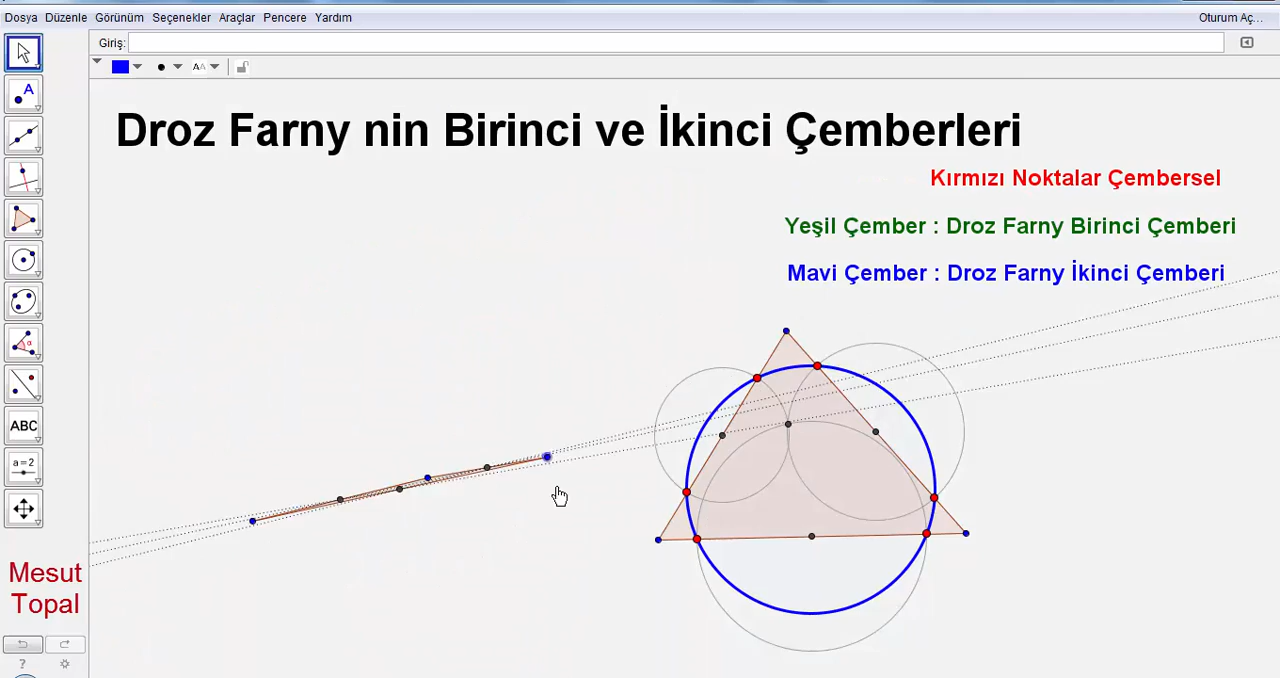 Dosya Düzenle Görünüm Seçenekler Araçlar Pencere Yardım Oturum Aç...
Giriş:
AA
A
Droz Farny nin Birinci ve İkinci Çemberleri
Kırmızı Noktalar Çembersel
Yeşil Çember : Droz Farny Birinci Çemberi
Mavi Çember : Droz Farny İkinci Çemberi
α
ABC
a=2
Mesut
Topal
?